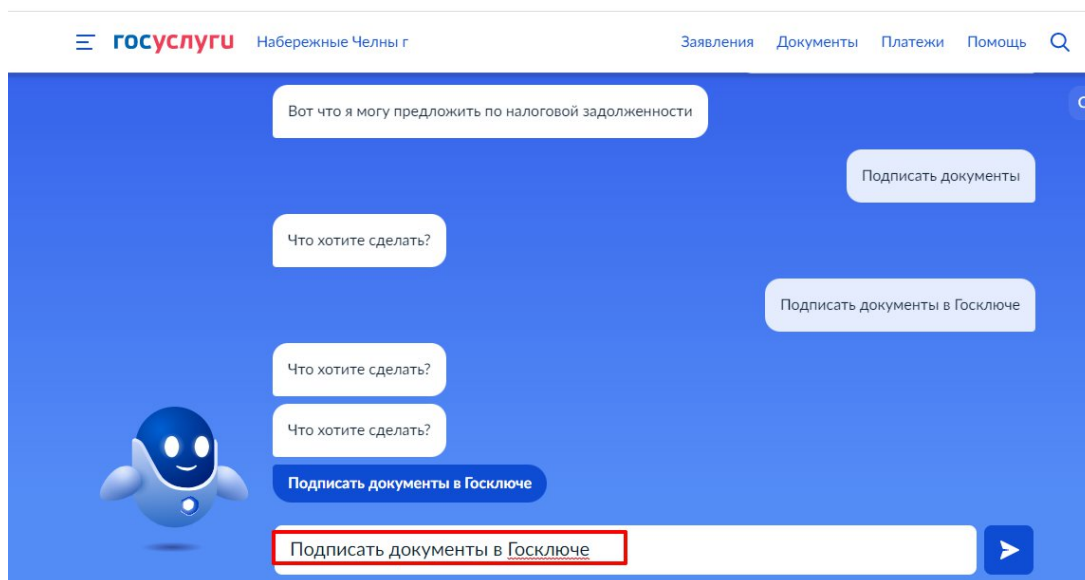 госуслуги Набережные Челны г Заявления Документы Платежи Помощь
Вот что я могу предложить по налоговой задолженности
Подписать документы
Что хотите сделать?
Подписать документы в Госключе
Что хотите сделать?
Что хотите сделать?
Подписать документы в Госключе
Подписать документы в Госключе